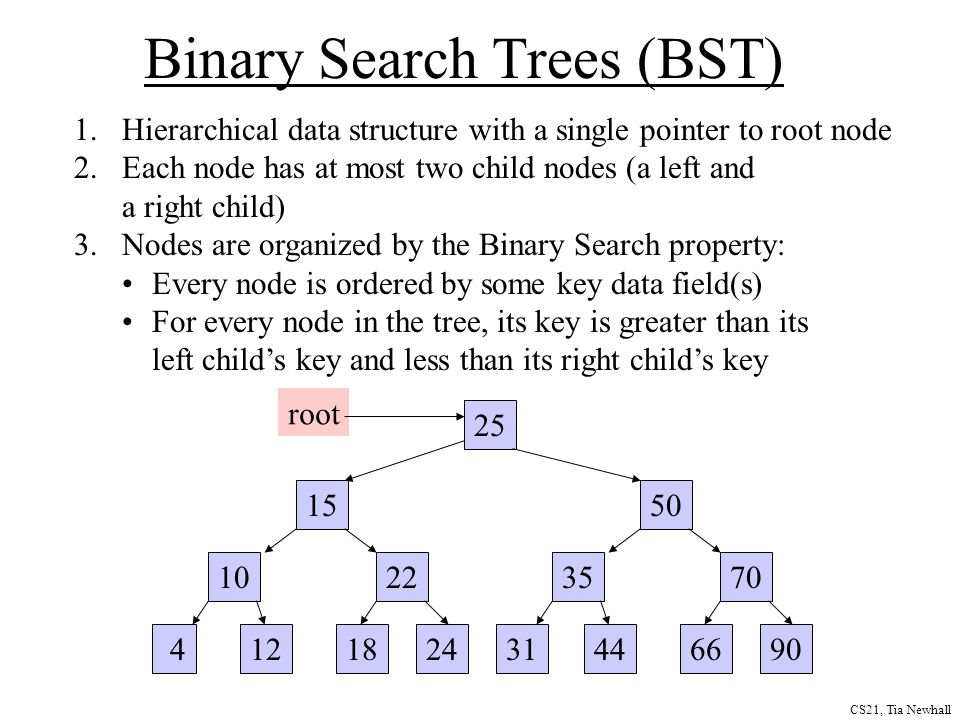 Binary Search Trees (BST)
1. Hierarchical data structure with a single pointer to root node
2. Each node has at most two child nodes (a left and
a right child)
3. Nodes are organized by the Binary Search property:
• Every node is ordered by some key data field(s)
• For every node in the tree, its key is greater than its
left child’s key and less than its right child’s key
root
25
15 50
10 22 35 70
4 12 18 24 31 44 66 90
CS21, Tia Newhall